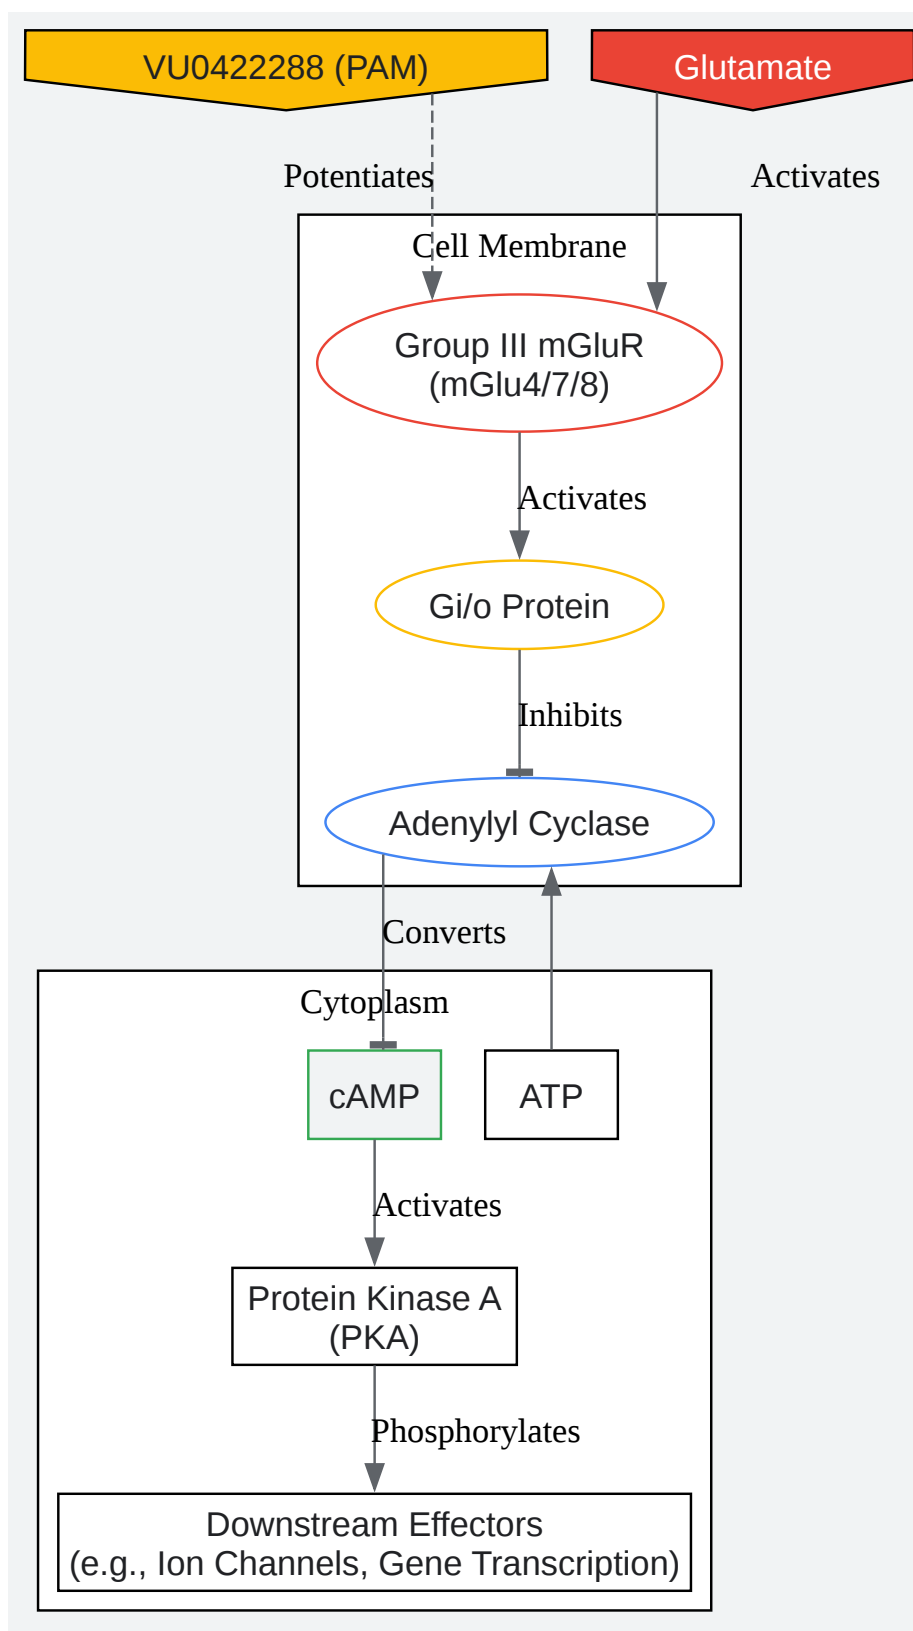 VU0422288 (PAM)
Glutamate
Potentiates
Activates
Cell Membrane
Group III mGluR
(mGlu4/7/8)
Activates
Gi/o Protein
Inhibits
Adenylyl Cyclase
Converts
Cytoplasm
cAMP
ATP
Activates
Protein Kinase A
(PKA)
Phosphorylates
Downstream Effectors
(e.g., Ion Channels, Gene Transcription)